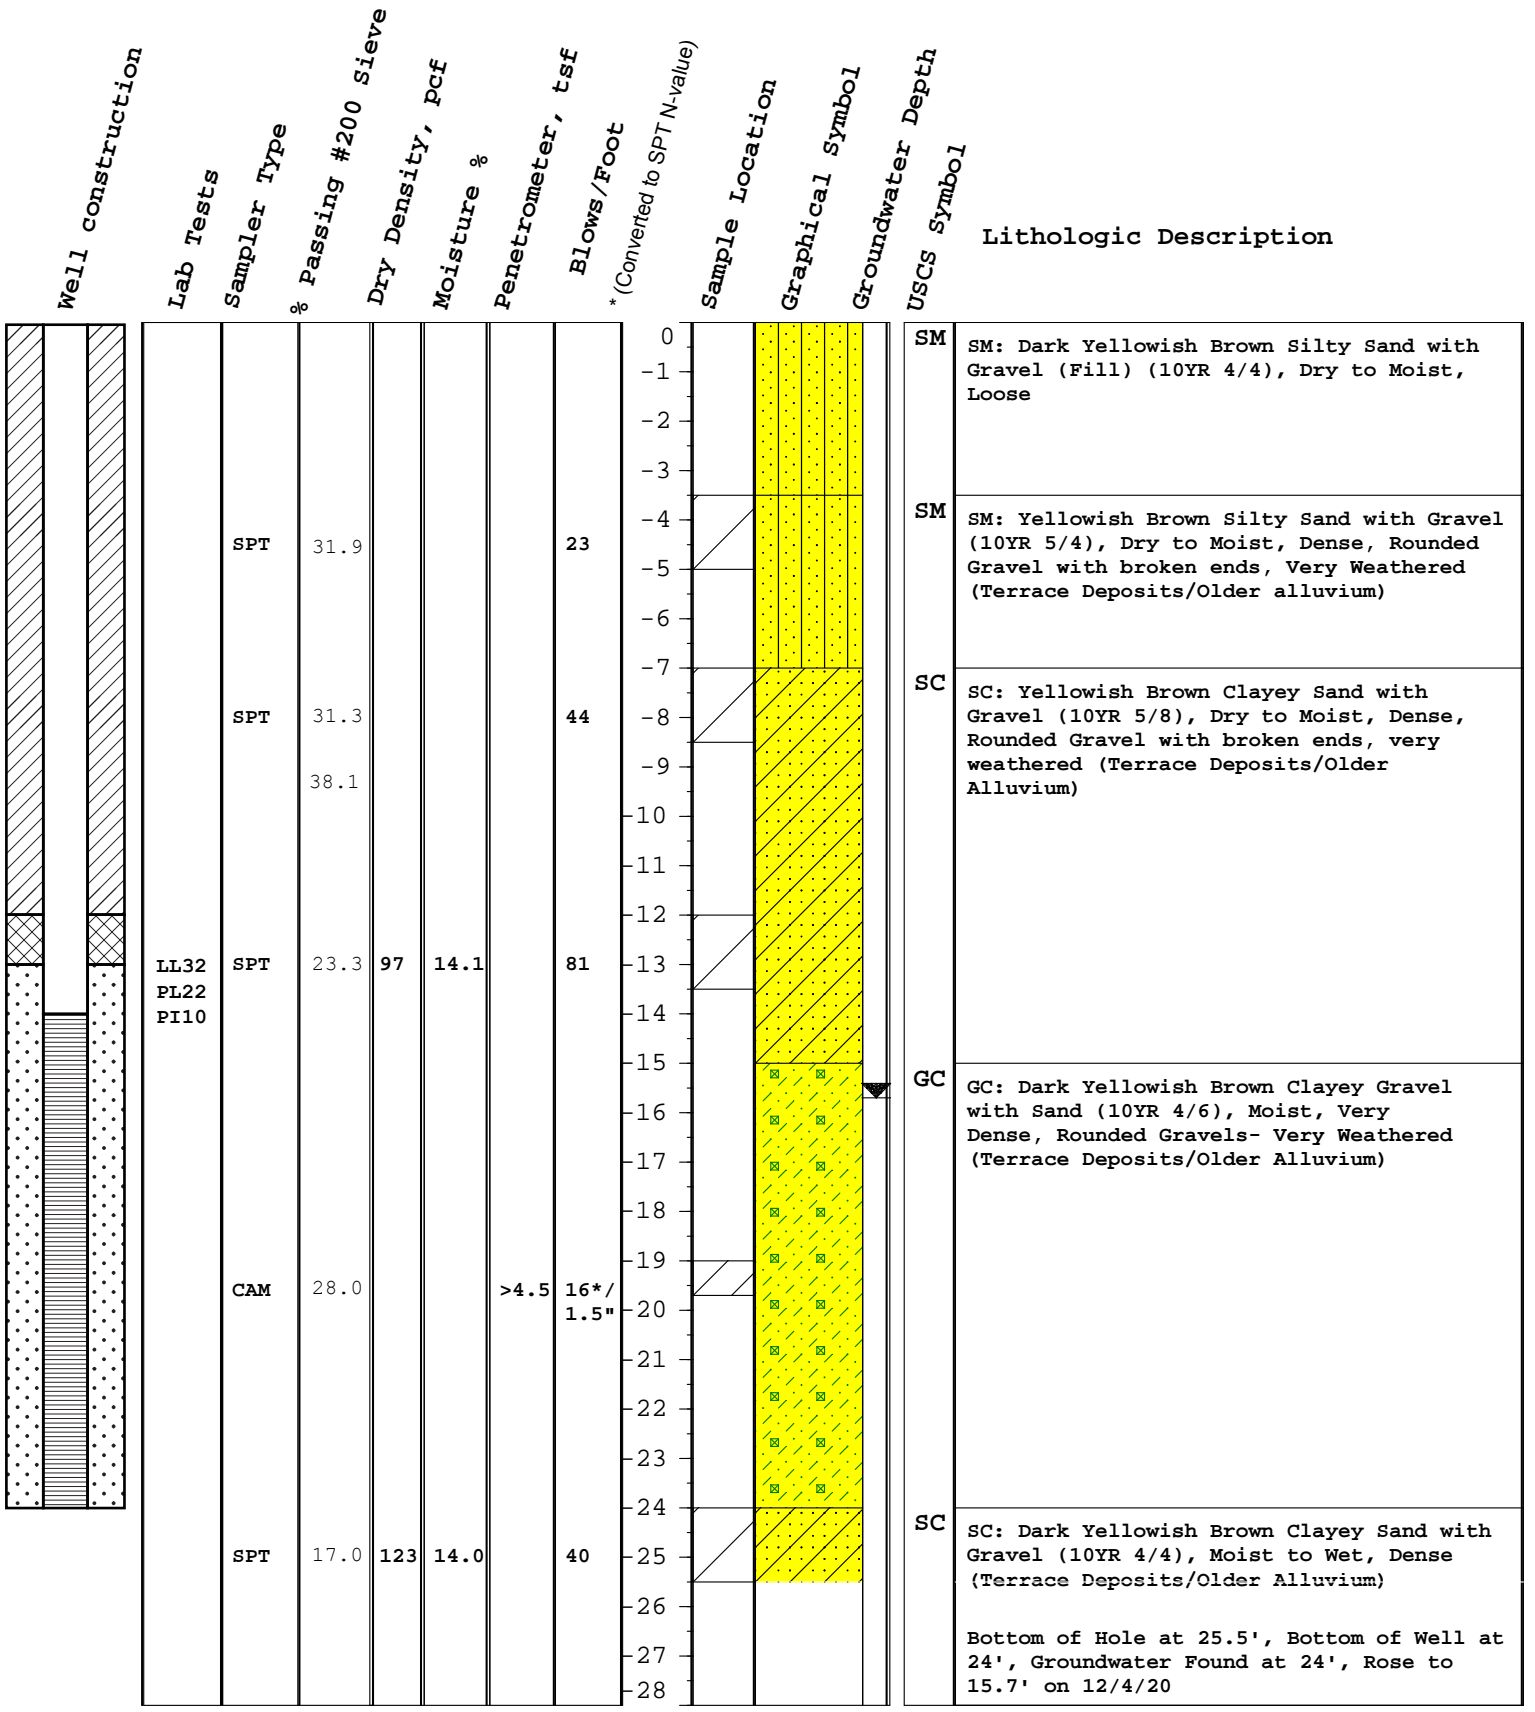 Well construction
Lab Tests
Sampler Type
% Passing #200 Sieve
Dry Density, pcf
Moisture %
Penetrometer, tsf
Blows/Foot
* (Converted to SPT N-value)
Sample Location
Graphical Symbol
Groundwater Depth
USCS Symbol
Lithologic Description
0
-1
-2
-3
-4
-5
-6
-7
-8
-9
-10
-11
-12
-13
-14
-15
-16
-17
-18
-19
-20
-21
-22
-23
-24
-25
-26
-27
-28
SM
SM: Dark Yellowish Brown Silty Sand with
Gravel (Fill) (10YR 4/4), Dry to Moist,
Loose
SPT 31.9 23
SM
SM: Yellowish Brown Silty Sand with Gravel
(10YR 5/4), Dry to Moist, Dense, Rounded
Gravel with broken ends, Very Weathered
(Terrace Deposits/Older alluvium)
SPT 31.3 44
38.1
SC
SC: Yellowish Brown Clayey Sand with
Gravel (10YR 5/8), Dry to Moist, Dense,
Rounded Gravel with broken ends, very
weathered (Terrace Deposits/Older
Alluvium)
LL32 SPT 23.3 97 14.1 81
PL22
PI10
GC
GC: Dark Yellowish Brown Clayey Gravel
with Sand (10YR 4/6), Moist, Very
Dense, Rounded Gravels- Very Weathered
(Terrace Deposits/Older Alluvium)
CAM 28.0 >4.5 16*/
1.5"
SPT 17.0 123 14.0 40
SC
SC: Dark Yellowish Brown Clayey Sand with
Gravel (10YR 4/4), Moist to Wet, Dense
(Terrace Deposits/Older Alluvium)
Bottom of Hole at 25.5', Bottom of Well at
24', Groundwater Found at 24', Rose to
15.7' on 12/4/20